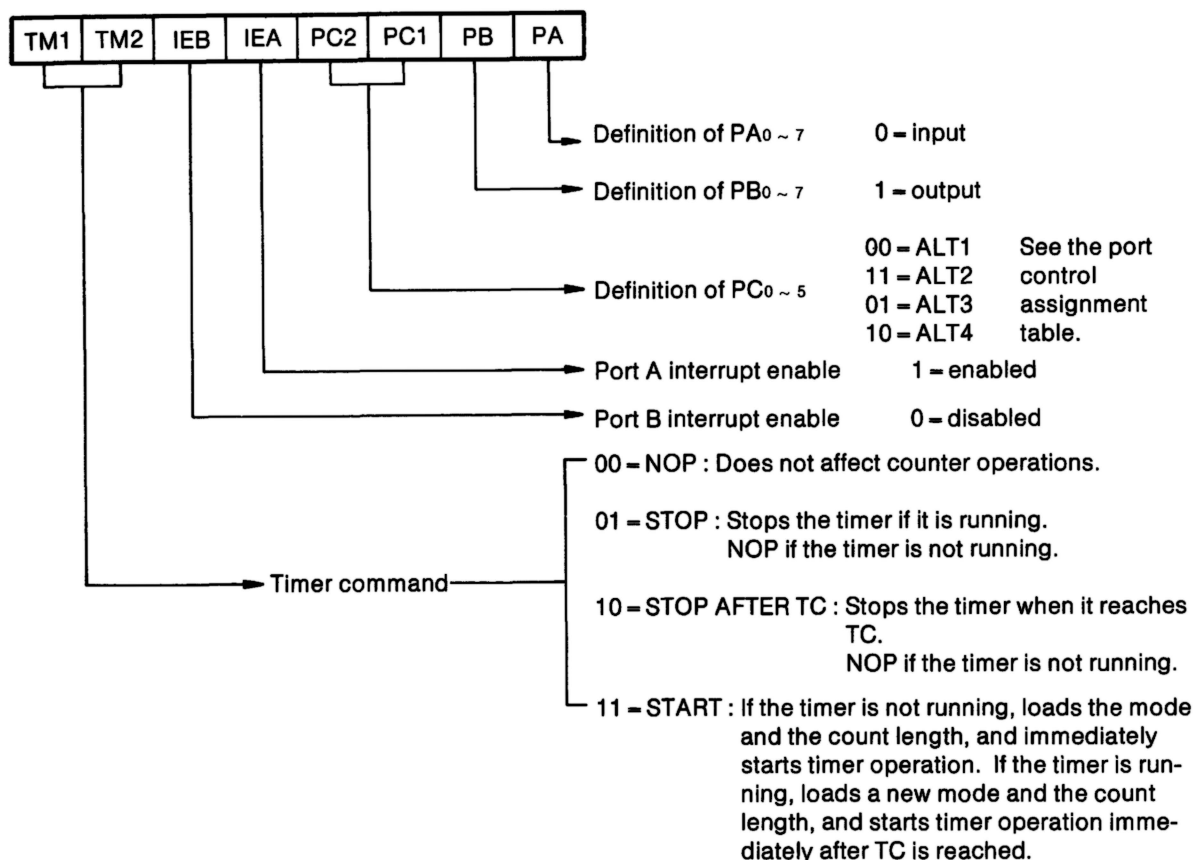 TM1 TM2 IEB IEA PC2 PC1 PB PA
Definition of PA0 ~ 7 0 = input
Definition of PB0 ~ 7 1 = output
Definition of PC0 ~ 5
00 = ALT1 See the port
11 = ALT2 control
01 = ALT3 assignment
10 = ALT4 table.
Port A interrupt enable 1 = enabled
Port B interrupt enable 0 = disabled
Timer command
00 = NOP : Does not affect counter operations.
01 = STOP : Stops the timer if it is running.
NOP if the timer is not running.
10 = STOP AFTER TC : Stops the timer when it reaches
TC.
NOP if the timer is not running.
11 = START : If the timer is not running, loads the mode
and the count length, and immediately
starts timer operation. If the timer is run-
ning, loads a new mode and the count
length, and starts timer operation imme-
diately after TC is reached.